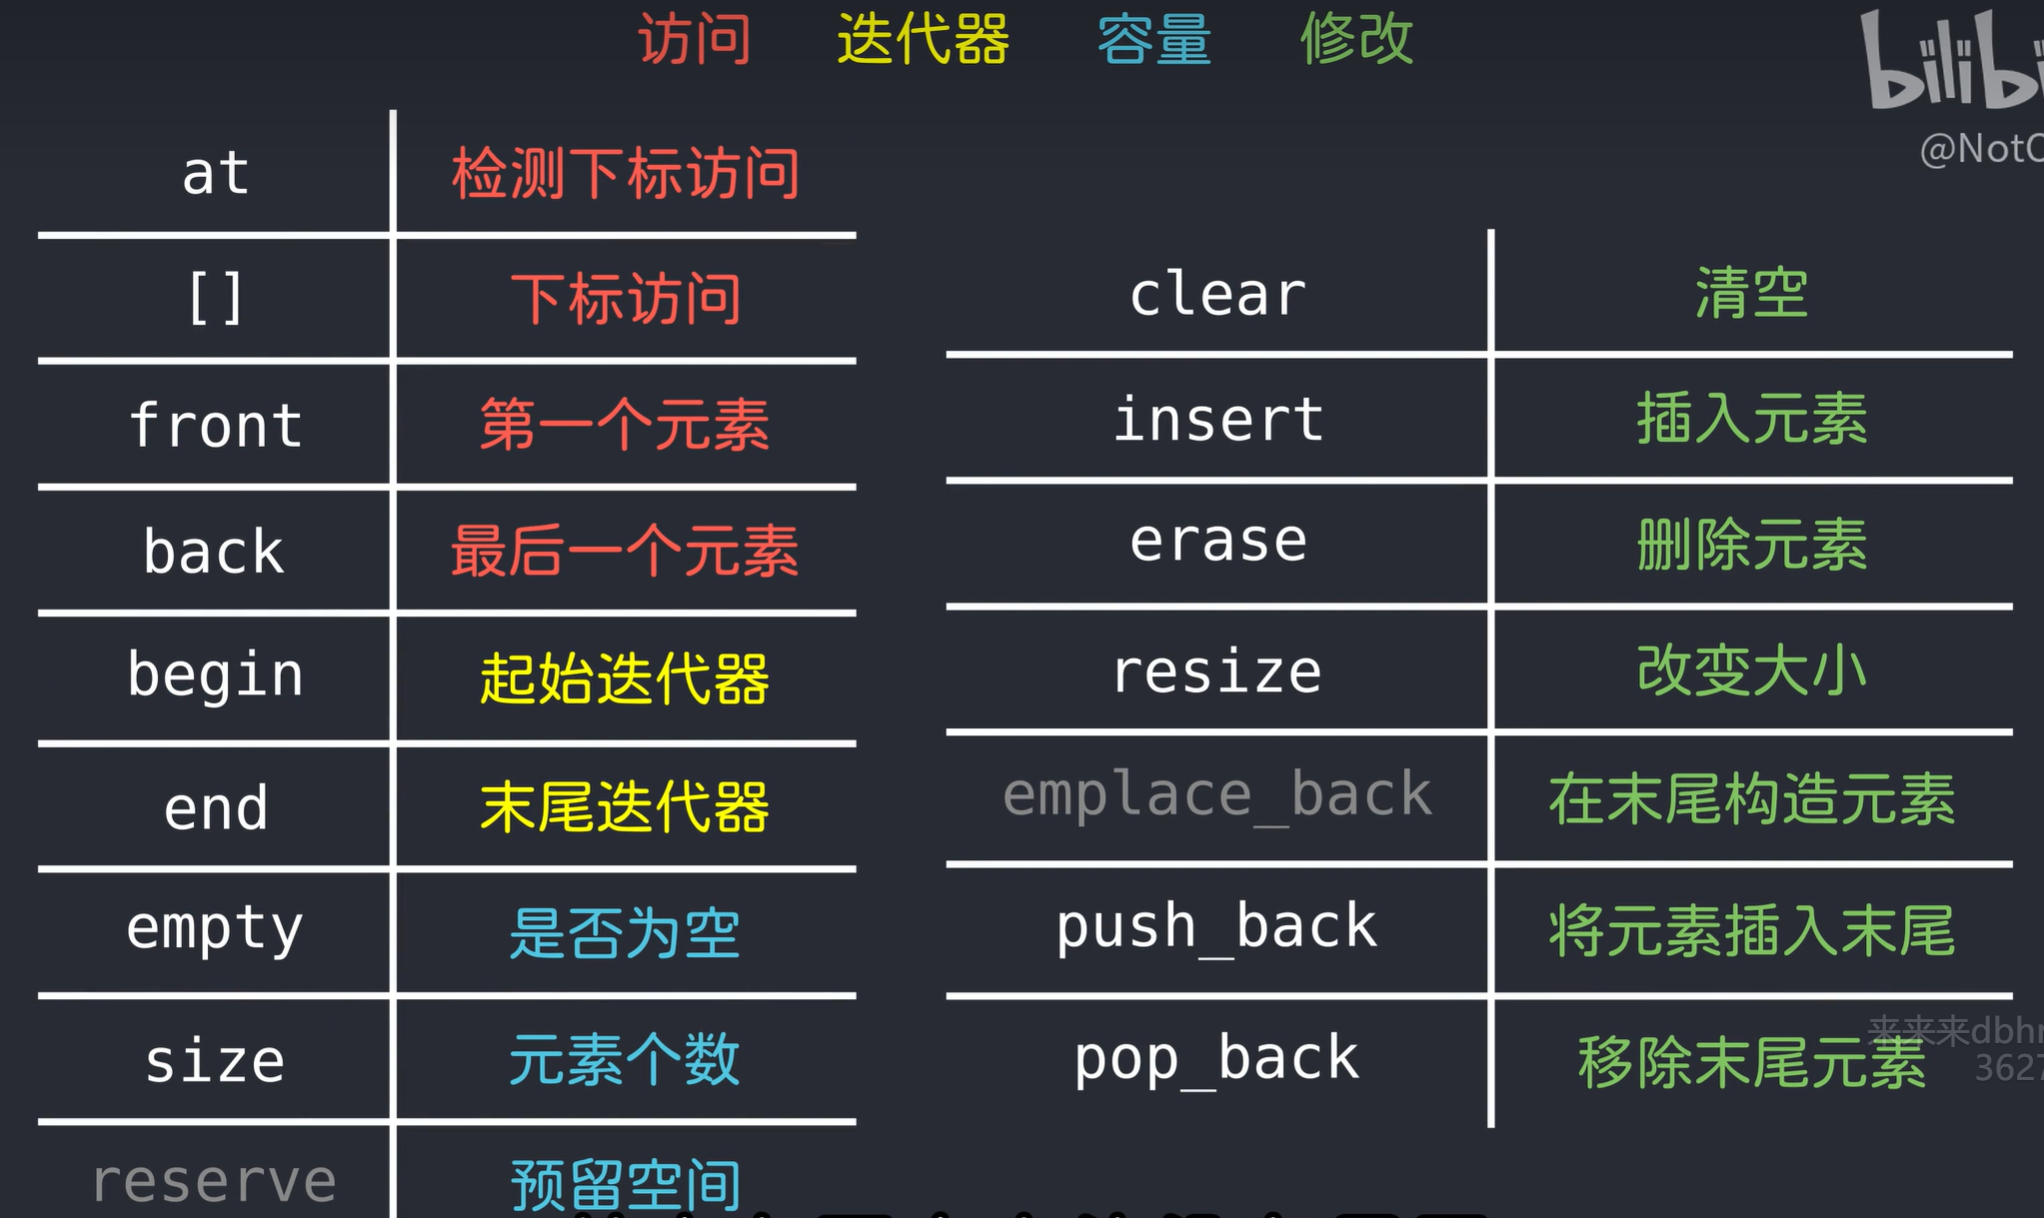 访问 迭代器 容量 修改
at 检测下标访问
[] 下标访问
front 第一个元素
back 最后一个元素
begin 起始迭代器
end 末尾迭代器
empty 是否为空
size 元素个数
reserve 预留空间
clear 清空
insert 插入元素
erase 删除元素
resize 改变大小
emplace_back 在末尾构造元素
push_back 将元素插入末尾
pop_back 移除末尾元素